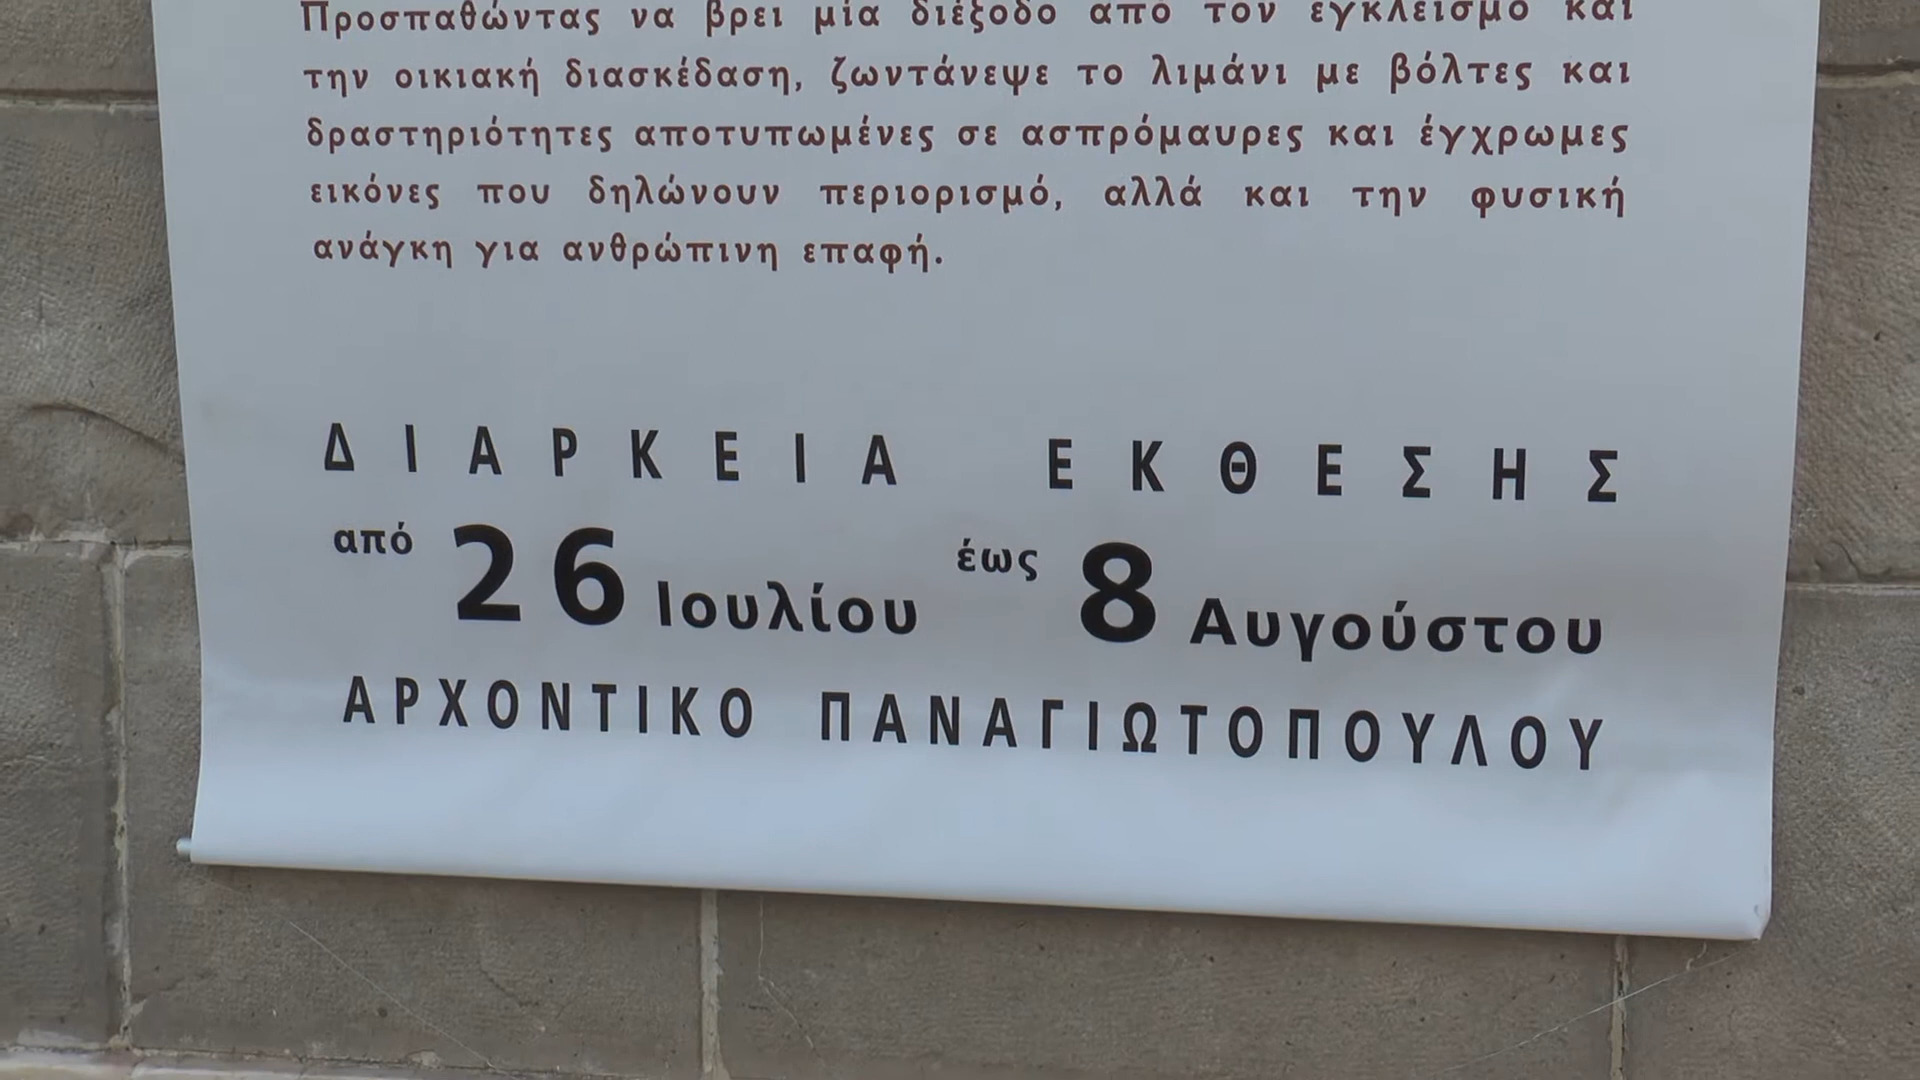 Προσπαθώντας να βρει μία διέξοδο από τον εγκλεισμό και
την οικιακή διασκέδαση, ζωντάνεψε το λιμάνι με βόλτες και
δραστηριότητες αποτυπωμένες σε ασπρόμαυρες και έγχρωμες
εικόνες που δηλώνουν περιορισμό, αλλά και την φυσική
ανάγκη για ανθρώπινη επαφή.
ΔΙΑΡΚΕΙΑ ΕΚΘΕΣΗΣ
από 26 Ιουλίου έως 8 Αυγούστου
ΑΡΧΟΝΤΙΚΟ ΠΑΝΑΓΙΩΤΟΠΟΥΛΟΥ